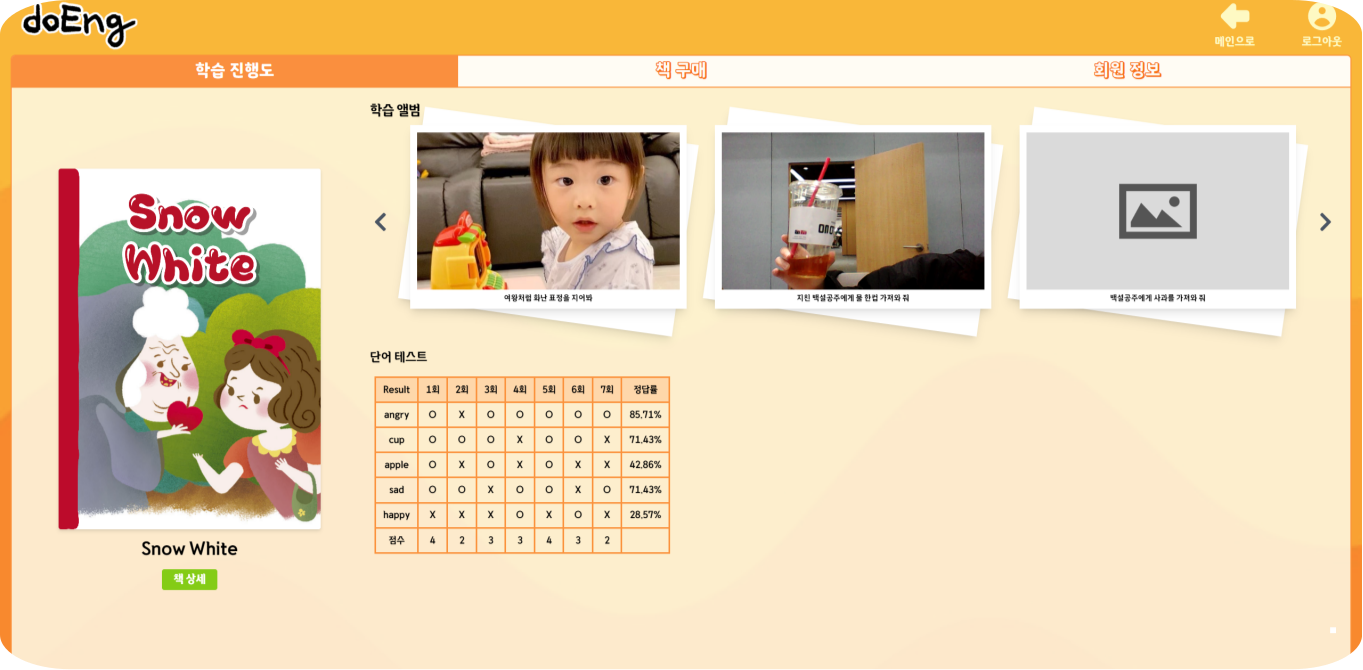 doEng
메인으로
로그아웃
학습 진행도
책 구매
회원 정보
학습 앨범
Snow
White
여왕처럼 화난 표정을 지어봐
지친 백설공주에게 물 한컵 가져와 줘
백설공주에게 사과를 가져와 줘
단어 테스트
Result 1회 2회 3회 4회 5회 6회 7회 정답률
angry O X O O O O O 85.71%
cup O O O X O O X 71.43%
apple O X O X O X X 42.86%
sad O O X O O X O 71.43%
happy X X X O X O X 28.57%
점수 4 2 3 3 4 3 2
Snow White
책 상세